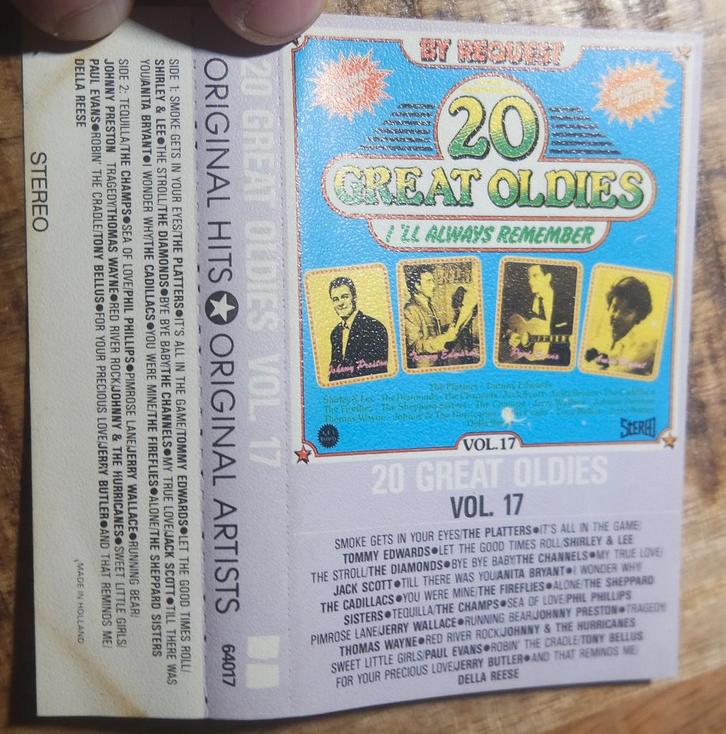 SIDE 1: SMOKE GETS IN YOUR EYES/THE PLATTERS●IT'S ALL IN THE GAME/TOMMY EDWARDS●LET THE GOOD TIMES ROLL/
SHIRLEY & LEE●THE STROLL/THE DIAMONDS●BYE BYE BABY/THE CHANNELS●MY TRUE LOVE/JACK SCOTT●TILL THERE WAS
YOU/ANITA BRYANT●I WONDER WHY/THE CADILLACS●YOU WERE MINE/THE FIREFLIES●ALONE/THE SHEPPARD SISTERS
SIDE 2: TEQUILA/THE CHAMPS●SEA OF LOVE/PHIL PHILLIPS●PIMROSE LANE/JERRY WALLACE●RUNNING BEAR/
JOHNNY PRESTON TRAGEDY/THOMAS WAYNE●RED RIVER ROCK/JOHNNY & THE HURRICANES●SWEET LITTLE GIRLS/
PAUL EVANS●ROBIN' THE CRADLE/TONY BELLUS●FOR YOUR PRECIOUS LOVE/JERRY BUTLER●AND THAT REMINDS ME/
DELLA REESE
MADE IN HOLLAND
STEREO
20 GREAT OLDIES VOL. 17
ORIGINAL HITS★ORIGINAL ARTISTS
64017
BY REQUEST
20
GREAT OLDIES
I'LL ALWAYS REMEMBER
Johnny Preston
Tommy Edwards
The Platters - Tommy Edwards
STEREO
VOL.17
20 GREAT OLDIES
VOL. 17
SMOKE GETS IN YOUR EYES/THE PLATTERS●IT'S ALL IN THE GAME/
TOMMY EDWARDS●LET THE GOOD TIMES ROLL/SHIRLEY & LEE
THE STROLL/THE DIAMONDS●BYE BYE BABY/THE CHANNELS●MY TRUE LOVE/
JACK SCOTT●TILL THERE WAS YOU/ANITA BRYANT●I WONDER WHY/
THE CADILLACS●YOU WERE MINE/THE FIREFLIES●ALONE/THE SHEPPARD
SISTERS●TEQUILA/THE CHAMPS●SEA OF LOVE/PHIL PHILLIPS
PIMROSE LANE/JERRY WALLACE●RUNNING BEAR/JOHNNY PRESTON●TRAGEDY/
THOMAS WAYNE●RED RIVER ROCK/JOHNNY & THE HURRICANES
SWEET LITTLE GIRLS/PAUL EVANS●ROBIN' THE CRADLE/TONY BELLUS
FOR YOUR PRECIOUS LOVE/JERRY BUTLER●AND THAT REMINDS ME/
DELLA REESE